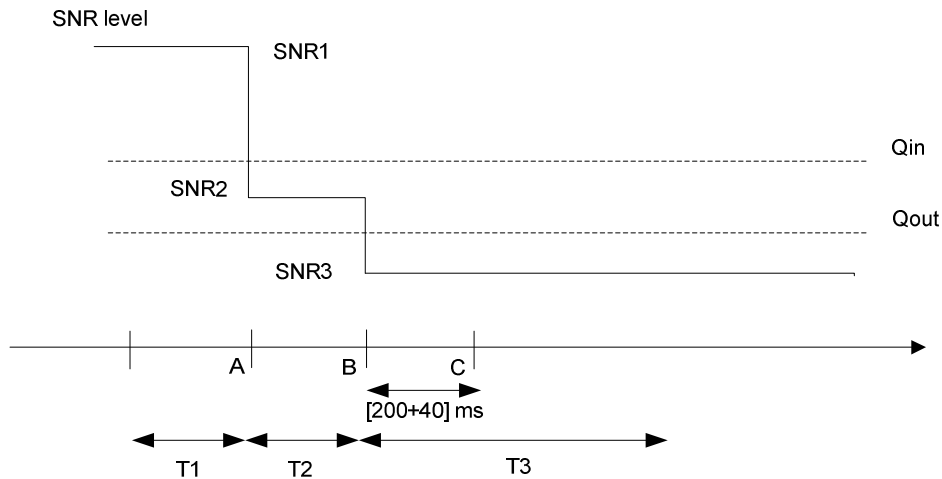 SNR level
SNR1
Qin
SNR2
Qout
SNR3
A
B
C
[200+40] ms
T1
T2
T3